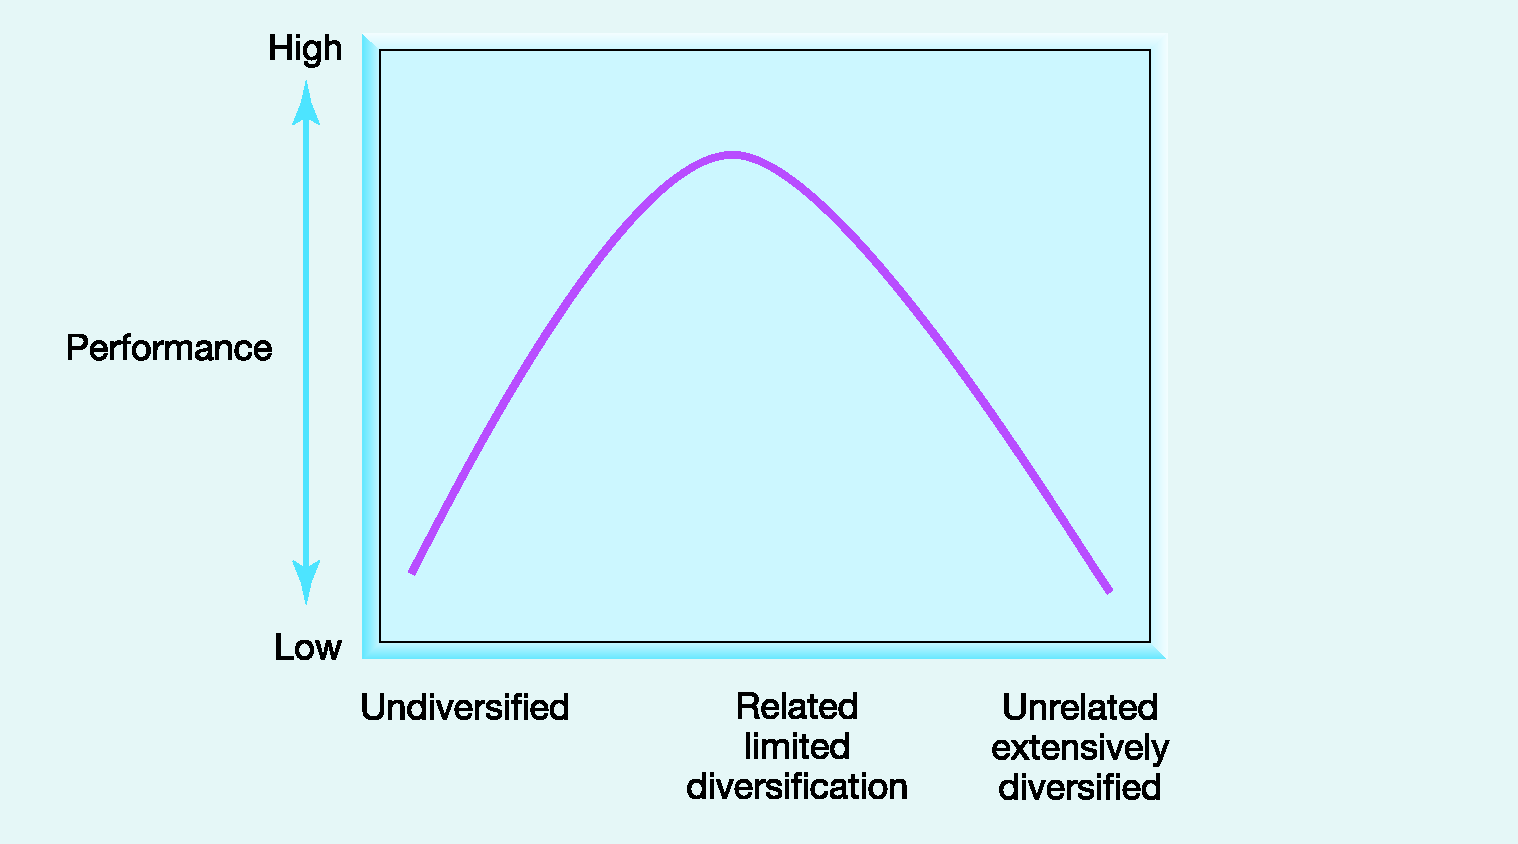 High
Performance
Low
Undiversified
Related
limited
diversification
Unrelated
extensively
diversified